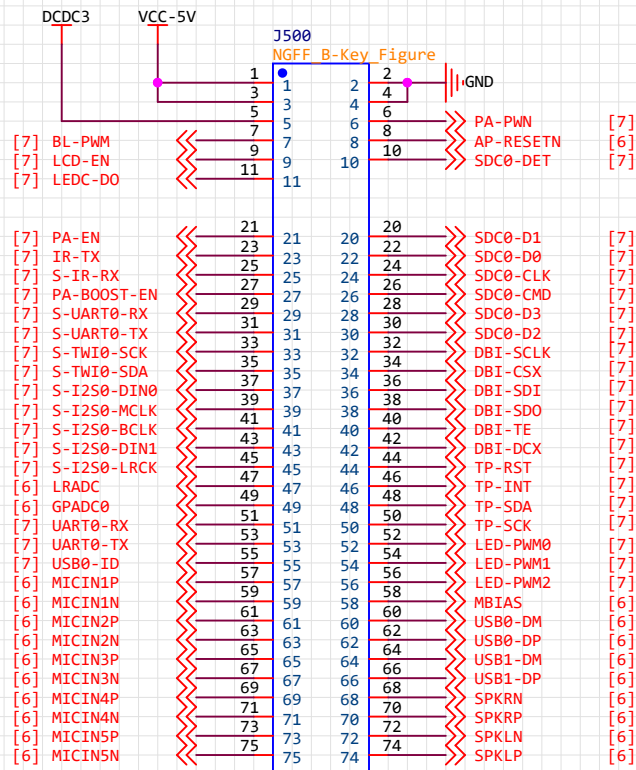 DCDC3 VCC-5V
J500
NGFF_B-Key_Figure
1 1 2 2 GND
3 3 4 4
5 5 6 6 PA-PWN [7]
[7] BL-PWM 7 7 8 8 AP-RESETN [6]
[7] LCD-EN 9 9 10 10 SDC0-DET [7]
[7] LEDC-DO 11 11
[7] PA-EN 21 21 20 20 SDC0-D1 [7]
[7] IR-TX 23 23 22 22 SDC0-D0 [7]
[7] S-IR-RX 25 25 24 24 SDC0-CLK [7]
[7] PA-BOOST-EN 27 27 26 26 SDC0-CMD [7]
[7] S-UART0-RX 29 29 28 28 SDC0-D3 [7]
[7] S-UART0-TX 31 31 30 30 SDC0-D2 [7]
[7] S-TWI0-SCK 33 33 32 32 DBI-SCLK [7]
[7] S-TWI0-SDA 35 35 34 34 DBI-CSX [7]
[7] S-I2S0-DIN0 37 37 36 36 DBI-SDI [7]
[7] S-I2S0-MCLK 39 39 38 38 DBI-SDO [7]
[7] S-I2S0-BCLK 41 41 40 40 DBI-TE [7]
[7] S-I2S0-DIN1 43 43 42 42 DBI-DCX [7]
[7] S-I2S0-LRCK 45 45 44 44 TP-RST [7]
[6] LRADC 47 47 46 46 TP-INT [7]
[6] GPADC0 49 49 48 48 TP-SDA [7]
[7] UART0-RX 51 51 50 50 TP-SCK [7]
[7] UART0-TX 53 53 52 52 LED-PWM0 [7]
[7] USB0-ID 55 55 54 54 LED-PWM1 [7]
[6] MICIN1P 57 57 56 56 LED-PWM2 [7]
[6] MICIN1N 59 59 58 58 MBIAS [6]
[6] MICIN2P 61 61 60 60 USB0-DM [6]
[6] MICIN2N 63 63 62 62 USB0-DP [6]
[6] MICIN3P 65 65 64 64 USB1-DM [6]
[6] MICIN3N 67 67 66 66 USB1-DP [6]
[6] MICIN4P 69 69 68 68 SPKRN [6]
[6] MICIN4N 71 71 70 70 SPKRP [6]
[6] MICIN5P 73 73 72 72 SPKLN [6]
[6] MICIN5N 75 75 74 74 SPKLP [6]